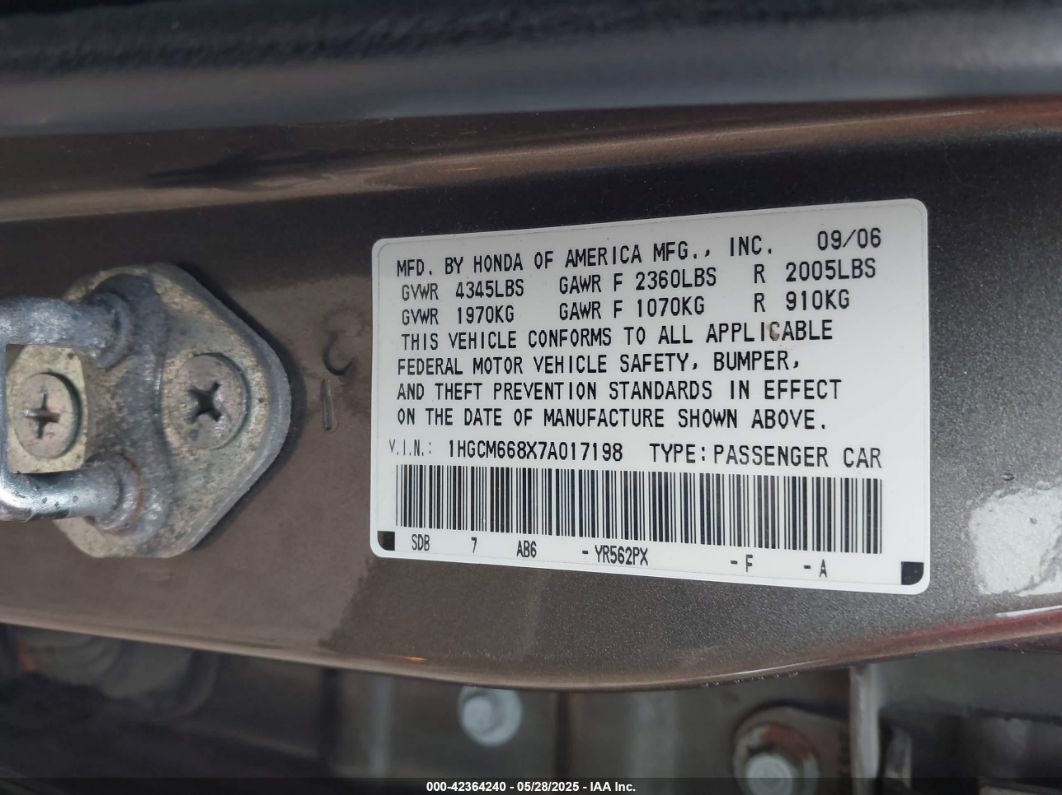 MFD. BY HONDA OF AMERICA MFG., INC. 09/06
GVWR 4345LBS GAWR F 2360LBS R 2005LBS
GVWR 1970KG GAWR F 1070KG R 910KG
THIS VEHICLE CONFORMS TO ALL APPLICABLE
FEDERAL MOTOR VEHICLE SAFETY, BUMPER,
AND THEFT PREVENTION STANDARDS IN EFFECT
ON THE DATE OF MANUFACTURE SHOWN ABOVE.
V.I.N.: 1HGCM668X7A017198 TYPE: PASSENGER CAR
SDB 7 AB6 - YR562PX - F - A
000-42364240 - 05/28/2025 - IAA Inc.